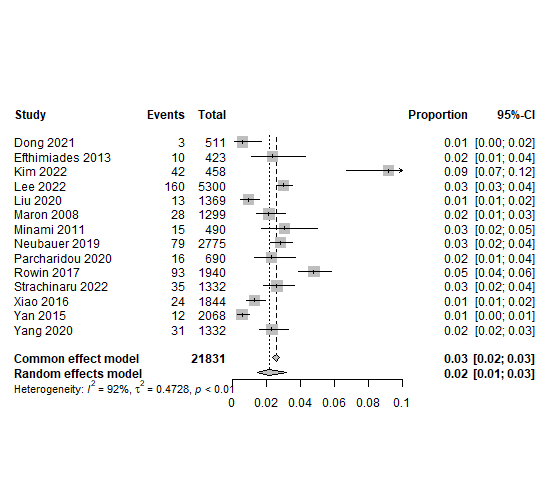 Study Events Total Proportion 95%-CI
Dong 2021 3 511 0.01 [0.00; 0.02]
Efthimiades 2013 10 423 0.02 [0.01; 0.04]
Kim 2022 42 458 0.09 [0.07; 0.12]
Lee 2022 160 5300 0.03 [0.03; 0.04]
Liu 2020 13 1369 0.01 [0.01; 0.02]
Maron 2008 28 1299 0.02 [0.01; 0.03]
Minami 2011 15 490 0.03 [0.02; 0.05]
Neubauer 2019 79 2775 0.03 [0.02; 0.04]
Parcharidou 2020 16 690 0.02 [0.01; 0.04]
Rowin 2017 93 1940 0.05 [0.04; 0.06]
Strachinaru 2022 35 1332 0.03 [0.02; 0.04]
Xiao 2016 24 1844 0.01 [0.01; 0.02]
Yan 2015 12 2068 0.01 [0.00; 0.01]
Yang 2020 31 1332 0.02 [0.02; 0.03]
Common effect model 21831 0.03 [0.02; 0.03]
Random effects model 0.02 [0.01; 0.03]
Heterogeneity: I² = 92%, τ² = 0.4728, p < 0.01
0 0.02 0.04 0.06 0.08 0.1